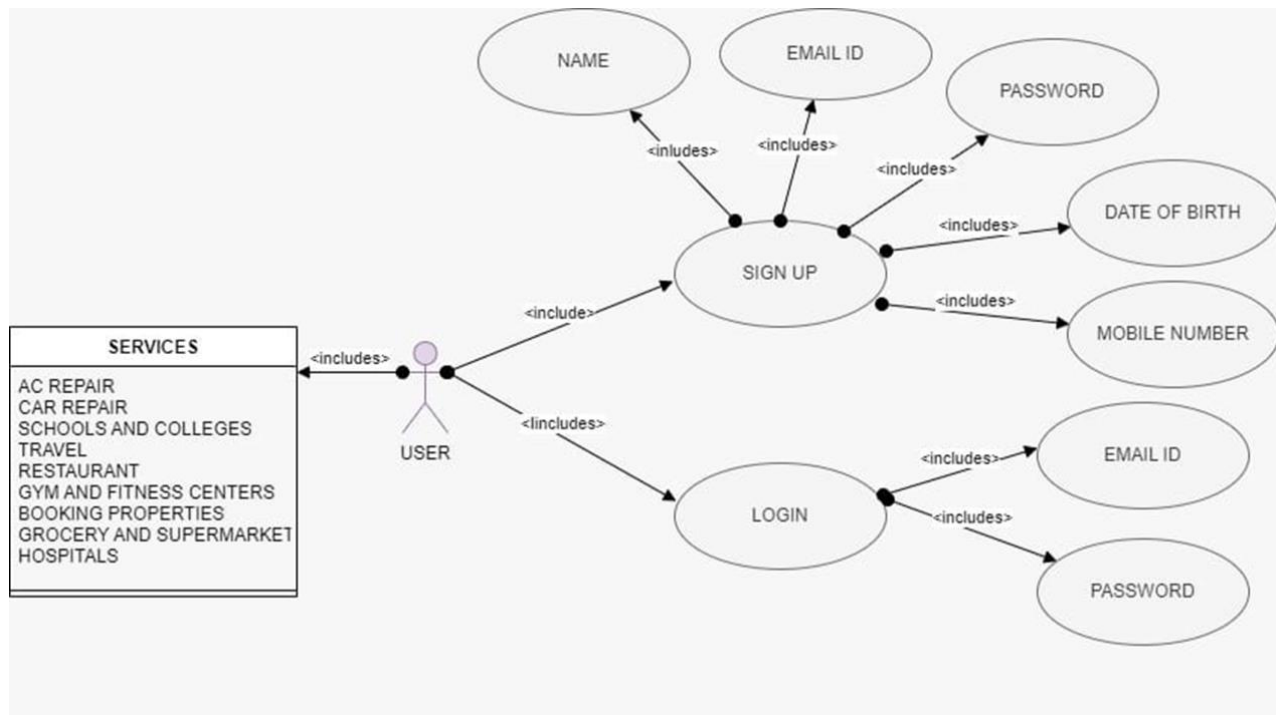 NAME
EMAIL ID
PASSWORD
<inludes>
<includes>
<includes>
DATE OF BIRTH
<includes>
SIGN UP
<includes>
MOBILE NUMBER
<include>
SERVICES
<includes>
AC REPAIR
CAR REPAIR
SCHOOLS AND COLLEGES
TRAVEL
RESTAURANT
GYM AND FITNESS CENTERS
BOOKING PROPERTIES
GROCERY AND SUPERMARKET
HOSPITALS
USER
<Iincludes>
LOGIN
<includes>
EMAIL ID
<includes>
PASSWORD